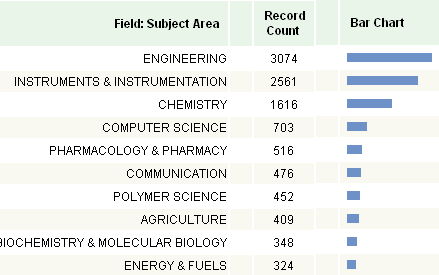 Field: Subject Area Record Count Bar Chart
ENGINEERING 3074
INSTRUMENTS & INSTRUMENTATION 2561
CHEMISTRY 1616
COMPUTER SCIENCE 703
PHARMACOLOGY & PHARMACY 516
COMMUNICATION 476
POLYMER SCIENCE 452
AGRICULTURE 409
BIOCHEMISTRY & MOLECULAR BIOLOGY 348
ENERGY & FUELS 324